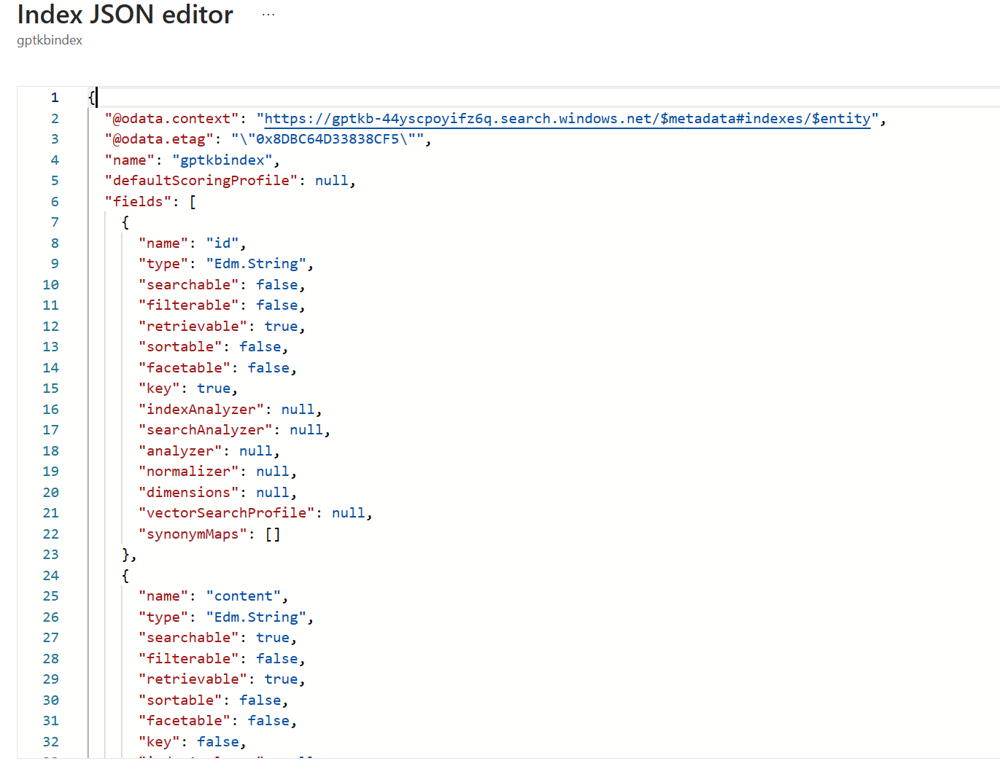 Index JSON editor ...
gptkbindex
1 {
2 "@odata.context": "https://gptkb-44yscpoyifz6q.search.windows.net/$metadata#indexes/$entity",
3 "@odata.etag": "\"0x8DBC64D33838CF5\"",
4 "name": "gptkbindex",
5 "defaultScoringProfile": null,
6 "fields": [
7 {
8 "name": "id",
9 "type": "Edm.String",
10 "searchable": false,
11 "filterable": false,
12 "retrievable": true,
13 "sortable": false,
14 "facetable": false,
15 "key": true,
16 "indexAnalyzer": null,
17 "searchAnalyzer": null,
18 "analyzer": null,
19 "normalizer": null,
20 "dimensions": null,
21 "vectorSearchProfile": null,
22 "synonymMaps": []
23 },
24 {
25 "name": "content",
26 "type": "Edm.String",
27 "searchable": true,
28 "filterable": false,
29 "retrievable": true,
30 "sortable": false,
31 "facetable": false,
32 "key": false,